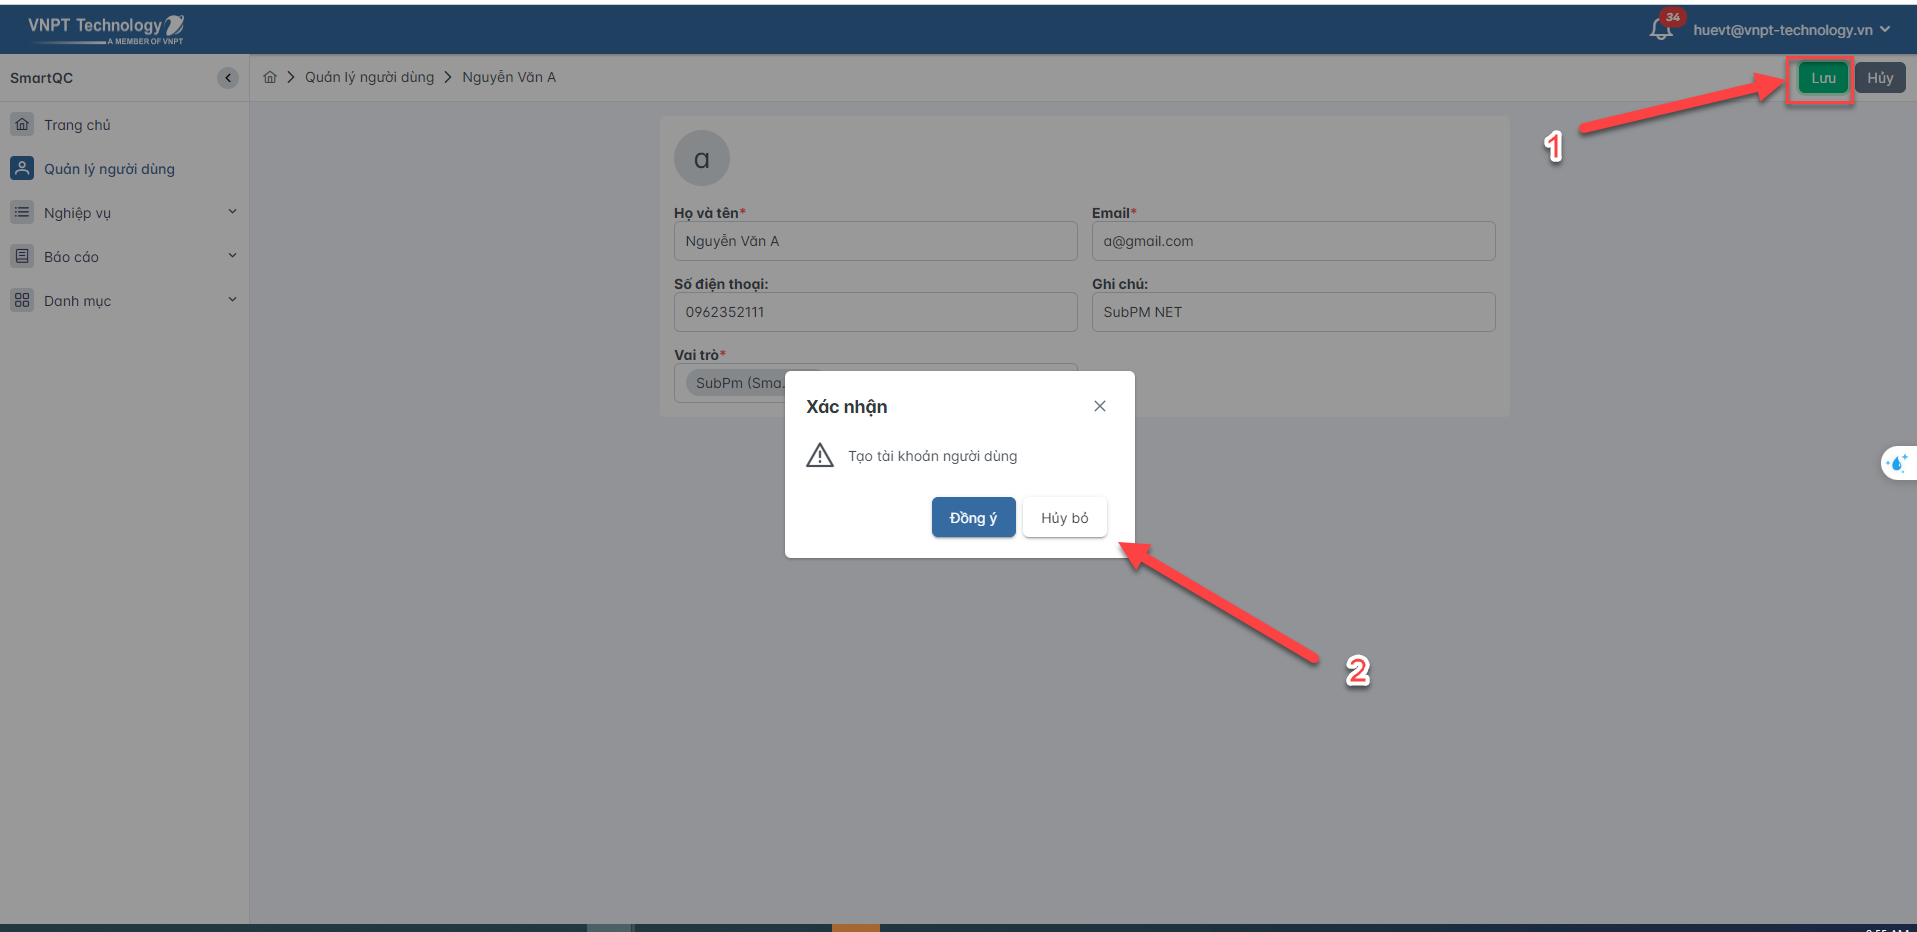 VNPT Technology
A MEMBER OF VNPT
34
huevt@vnpt-technology.vn
SmartQC
Quản lý người dùng
Nguyễn Văn A
Lưu
Hủy
1
Trang chủ
Quản lý người dùng
Nghiệp vụ
Báo cáo
Danh mục
a
Họ và tên*
Email*
Nguyễn Văn A
a@gmail.com
Số điện thoại:
Ghi chú:
0962352111
SubPM NET
Vai trò*
SubPm (Sma...
Xác nhận
Tạo tài khoản người dùng
Đồng ý
Hủy bỏ
2